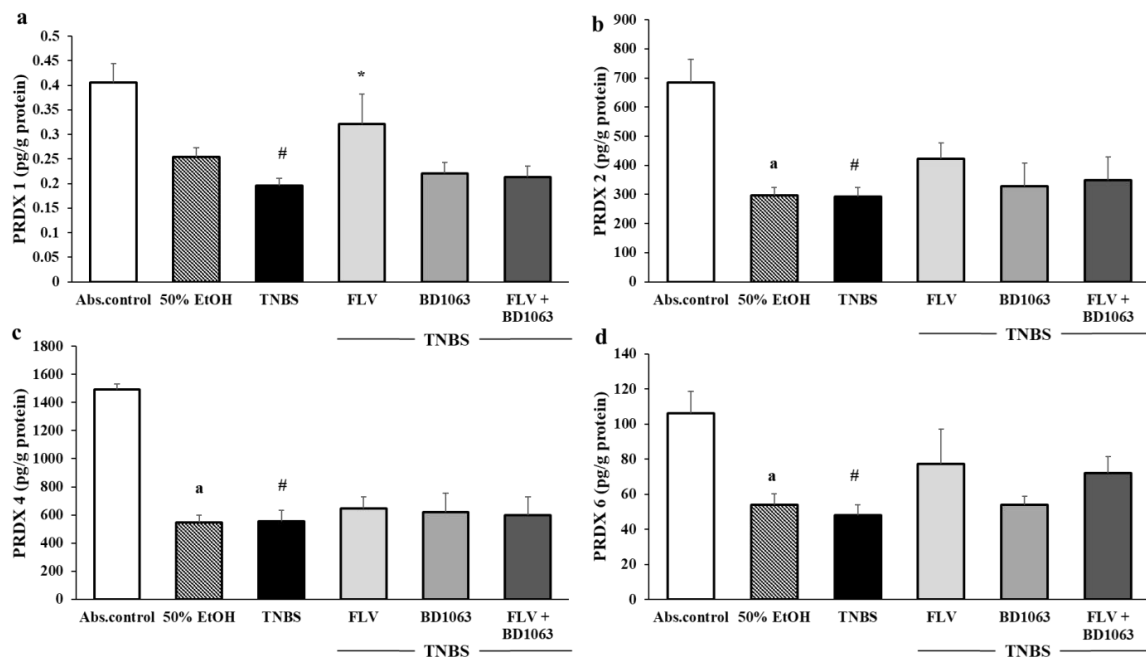 a
PRDX 1 (pg/g protein)
0.5
0.45
0.4
0.35
0.3
0.25
0.2
0.15
0.1
0.05
0
#
*
Abs.control 50% EtOH TNBS FLV BD1063 FLV +
BD1063
TNBS
b
PRDX 2 (pg/g protein)
900
800
700
600
500
400
300
200
100
0
a
#
Abs.control 50% EtOH TNBS FLV BD1063 FLV +
BD1063
TNBS
c
PRDX 4 (pg/g protein)
1800
1600
1400
1200
1000
800
600
400
200
0
a
#
Abs.control 50% EtOH TNBS FLV BD1063 FLV +
BD1063
TNBS
d
PRDX 6 (pg/g protein)
140
120
100
80
60
40
20
0
a
#
Abs.control 50% EtOH TNBS FLV BD1063 FLV +
BD1063
TNBS